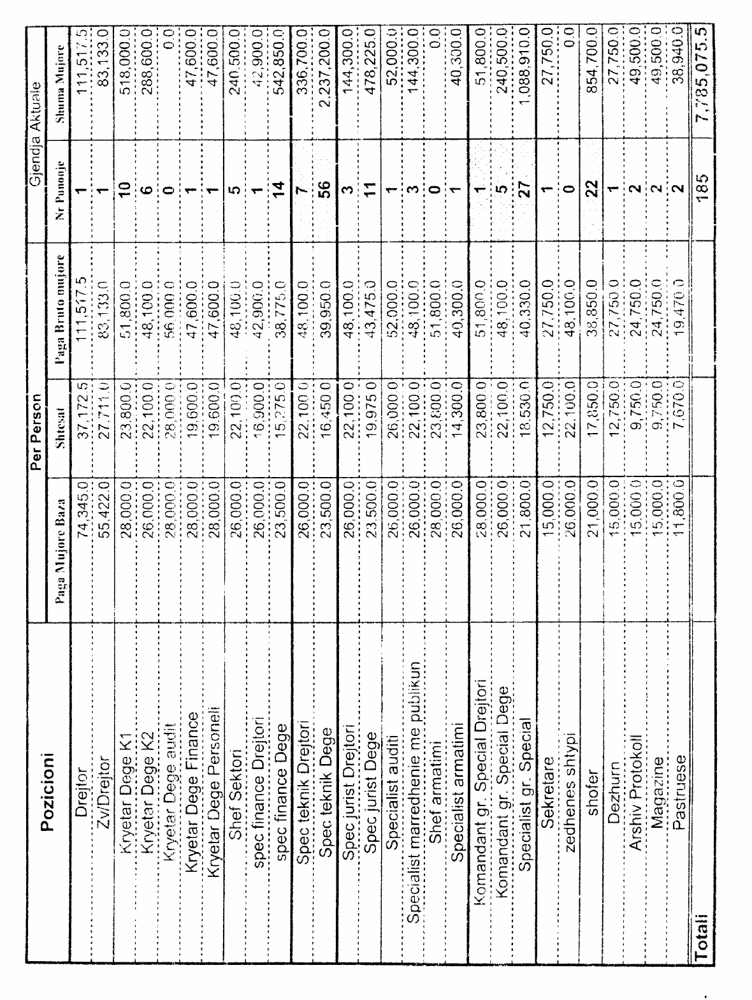 Pozicioni Per Person Gjendja Aktuale
Paga Mujore Baza Shtesat Paga Bruto mujore Nr Punonje Shuma Mujore
Drejtor 74,345.0 37,172.5 111,517.5 1 111,517.5
Zv/Drejtor 55,422.0 27,711.0 83,133.0 1 83,133.0
Kryetar Dege K1 28,000.0 23,800.0 51,800.0 10 518,000.0
Kryetar Dege K2 26,000.0 22,100.0 48,100.0 6 288,600.0
Kryetar Dege audit 28,000.0 28,000.0 56,000.0 0 0.0
Kryetar Dege Finance 28,000.0 19,600.0 47,600.0 1 47,600.0
Kryetar Dege Personeli 28,000.0 19,600.0 47,600.0 1 47,600.0
Shef Sektori 26,000.0 22,100.0 48,100.0 5 240,500.0
spec finance Drejtori 26,000.0 16,900.0 42,900.0 1 42,900.0
spec finance Dege 23,500.0 15,275.0 38,775.0 14 542,850.0
Spec teknik Drejtori 26,000.0 22,100.0 48,100.0 7 336,700.0
Spec teknik Dege 23,500.0 16,450.0 39,950.0 56 2,237,200.0
Spec jurist Drejtori 26,000.0 22,100.0 48,100.0 3 144,300.0
Spec jurist Dege 23,500.0 19,975.0 43,475.0 11 478,225.0
Specialist auditi 26,000.0 26,000.0 52,000.0 1 52,000.0
Specialist marredhenie me publikun 26,000.0 22,100.0 48,100.0 3 144,300.0
Shef armatimi 28,000.0 23,800.0 51,800.0 0 0.0
Specialist armatimi 26,000.0 14,300.0 40,300.0 1 40,300.0
Komandant gr. Special Drejtori 28,000.0 23,800.0 51,800.0 1 51,800.0
Komandant gr. Special Dege 26,000.0 22,100.0 48,100.0 5 240,500.0
Specialist gr. Special 21,800.0 18,530.0 40,330.0 27 1,088,910.0
Sekretare 15,000.0 12,750.0 27,750.0 1 27,750.0
zedhenes shtypi 26,000.0 22,100.0 48,100.0 0 0.0
shofer 21,000.0 17,850.0 38,850.0 22 854,700.0
Dezhurn 15,000.0 12,750.0 27,750.0 1 27,750.0
Arshiv Protokoll 15,000.0 9,750.0 24,750.0 2 49,500.0
Magazine 15,000.0 9,750.0 24,750.0 2 49,500.0
Pastruese 11,800.0 7,670.0 19,470.0 2 38,940.0
Totali 185 7,785,075.5